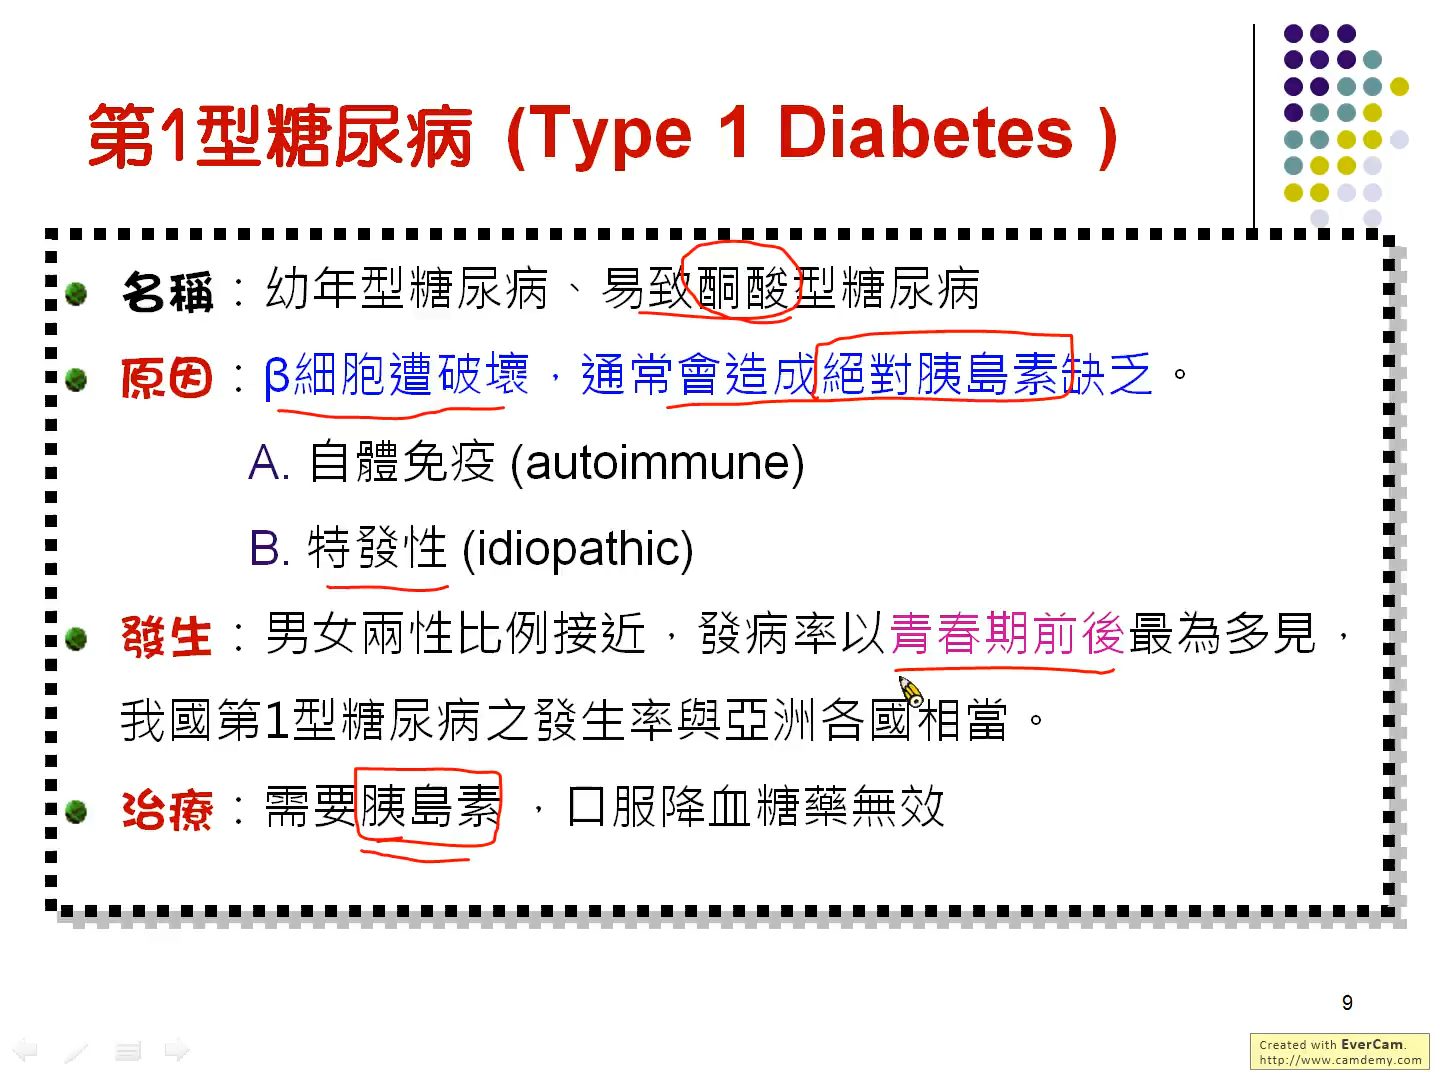 第1型糖尿病 (Type 1 Diabetes )
名稱：幼年型糖尿病、易致酮酸型糖尿病
原因：β細胞遭破壞，通常會造成絕對胰島素缺乏。
A. 自體免疫 (autoimmune)
B. 特發性 (idiopathic)
發生：男女兩性比例接近，發病率以青春期前後最為多見，
我國第1型糖尿病之發生率與亞洲各國相當。
治療：需要胰島素，口服降血糖藥無效
9
Created with EverCam.
http://www.camdemy.com